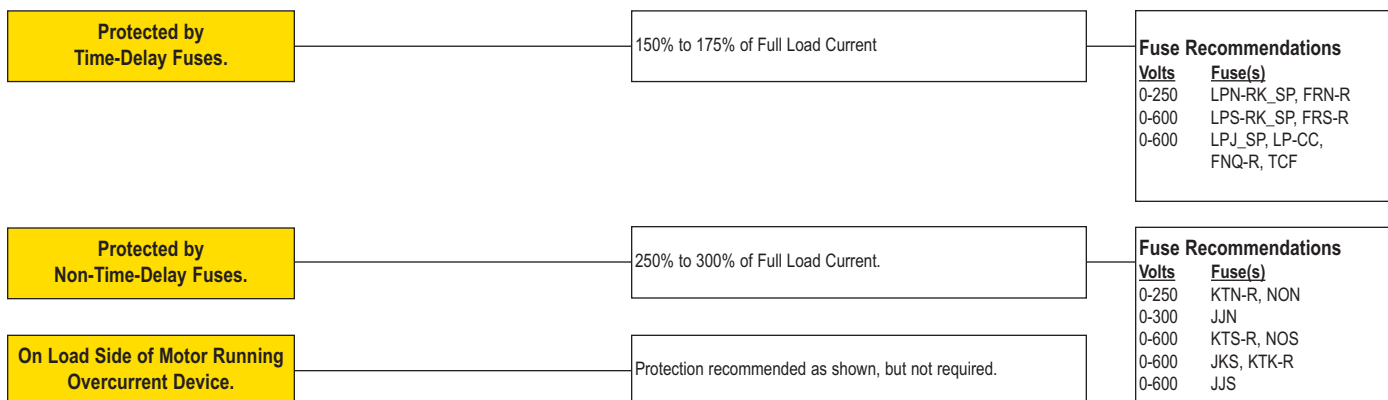 Protected by
Time-Delay Fuses.
150% to 175% of Full Load Current
Fuse Recommendations
Volts Fuse(s)
0-250 LPN-RK_SP, FRN-R
0-600 LPS-RK_SP, FRS-R
0-600 LPJ_SP, LP-CC,
FNQ-R, TCF
Protected by
Non-Time-Delay Fuses.
250% to 300% of Full Load Current.
Fuse Recommendations
Volts Fuse(s)
0-250 KTN-R, NON
0-300 JJN
0-600 KTS-R, NOS
0-600 JKS, KTK-R
0-600 JJS
On Load Side of Motor Running
Overcurrent Device.
Protection recommended as shown, but not required.